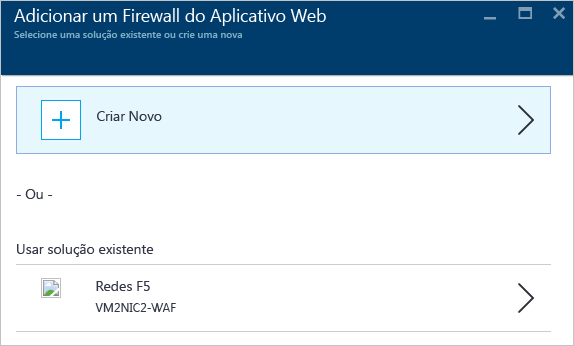 Adicionar um Firewall do Aplicativo Web
Selecione uma solução existente ou crie uma nova
Criar Novo
- Ou -
Usar solução existente
Redes F5
VM2NIC2-WAF